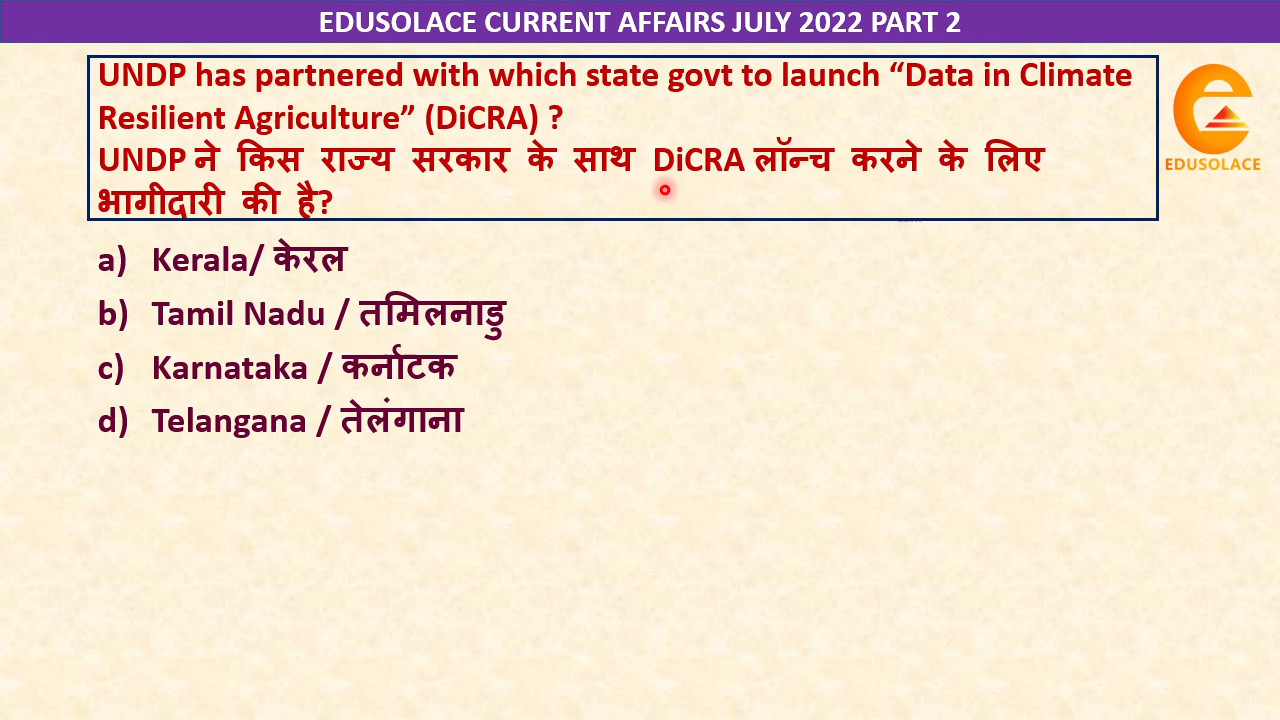 EDUSOLACE CURRENT AFFAIRS JULY 2022 PART 2
UNDP has partnered with which state govt to launch “Data in Climate
Resilient Agriculture” (DiCRA) ?
UNDP ने किस राज्य सरकार के साथ DiCRA लॉन्च करने के लिए
भागीदारी की है?
EDUSOLACE
a) Kerala/ केरल
b) Tamil Nadu / तमिलनाडु
c) Karnataka / कर्नाटक
d) Telangana / तेलंगाना